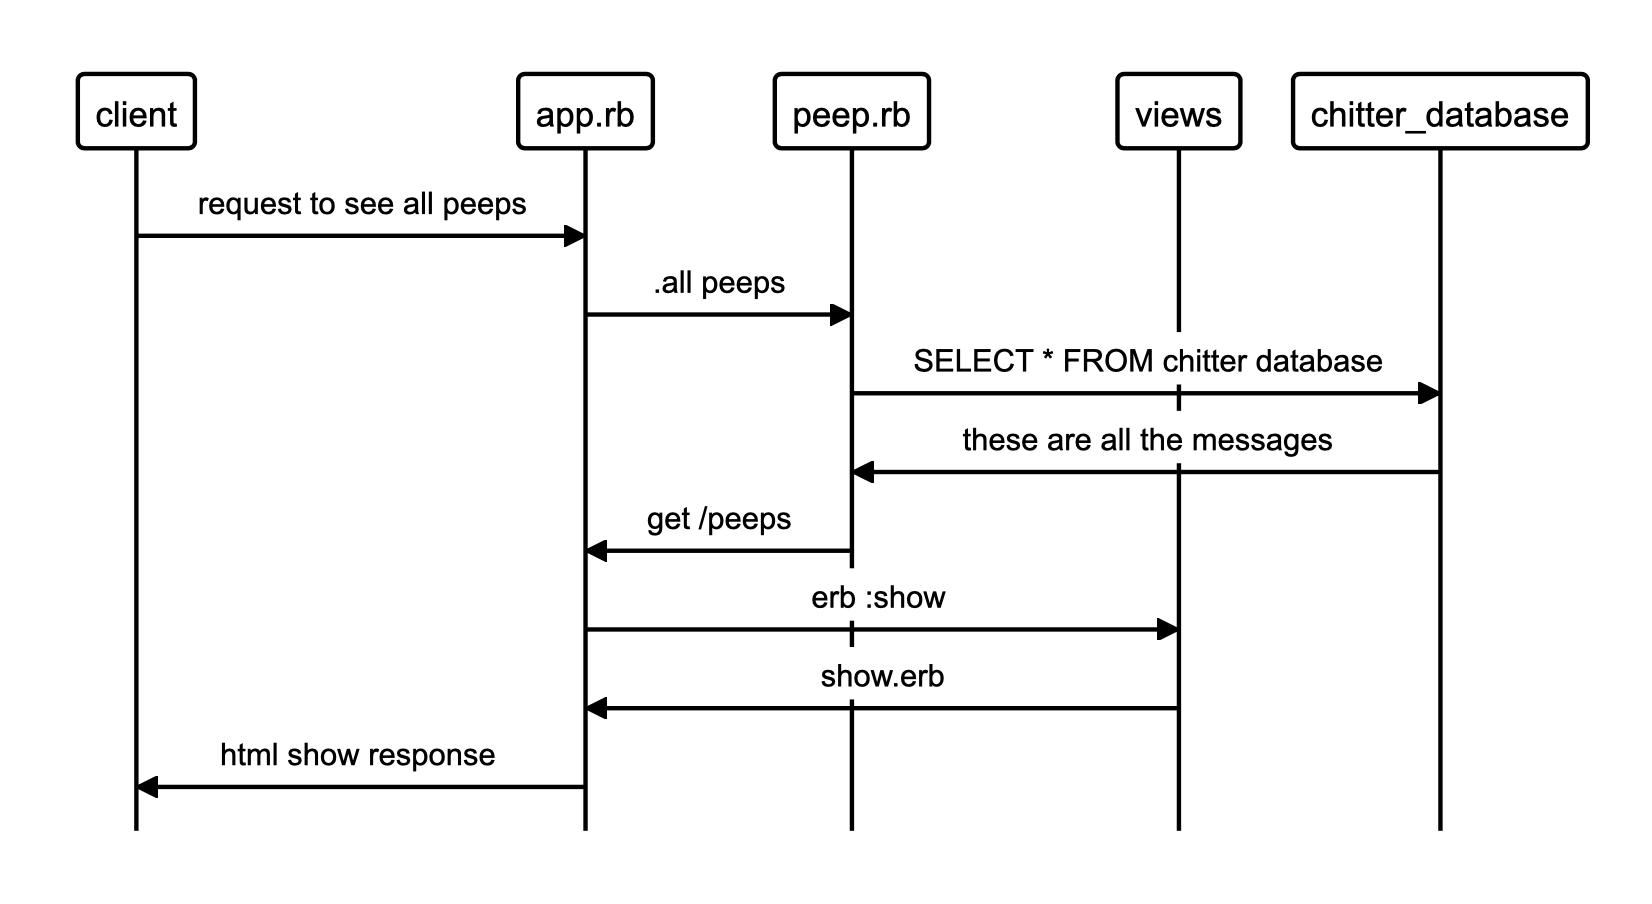 client
app.rb
peep.rb
views
chitter_database
request to see all peeps
.all peeps
SELECT * FROM chitter database
these are all the messages
get /peeps
erb :show
show.erb
html show response